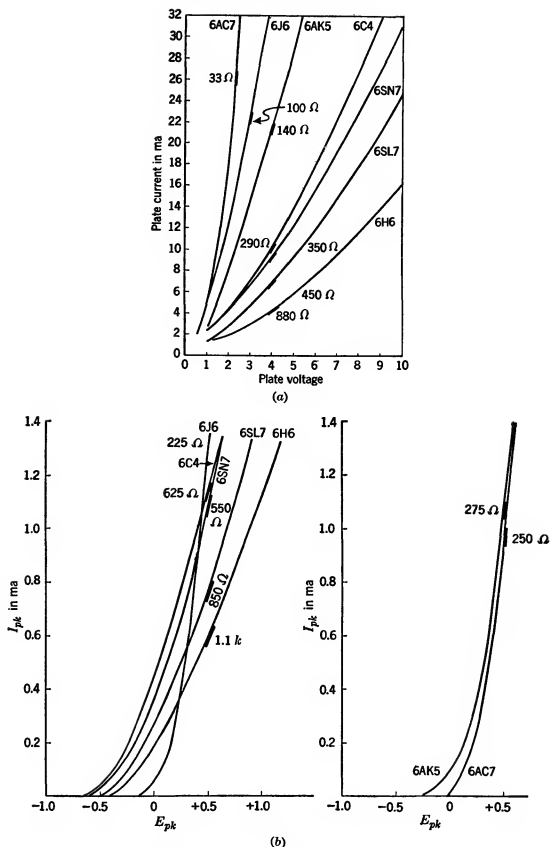 6AC7 6J6 6AK5 6C4
32
30
28
26
24
22
20
18
16
14
12
10
8
6
4
2
0
Plate current in ma
33 Ω
100 Ω
140 Ω
6SN7
6SL7
6H6
290 Ω
350 Ω
450 Ω
880 Ω
0 1 2 3 4 5 6 7 8 9 10
Plate voltage
(a)
1.4
1.2
1.0
0.8
0.6
0.4
0.2
I pk in ma
6J6
225 Ω
6C4
6SN7
6SL7
6H6
625 Ω
550 Ω
850 Ω
1.1 k
-1.0 -0.5 0 +0.5 +1.0
E pk
1.4
1.2
1.0
0.8
0.6
0.4
0.2
I pk in ma
275 Ω
250 Ω
6AK5
6AC7
-1.0 -0.5 0 +0.5
E pk
(b)